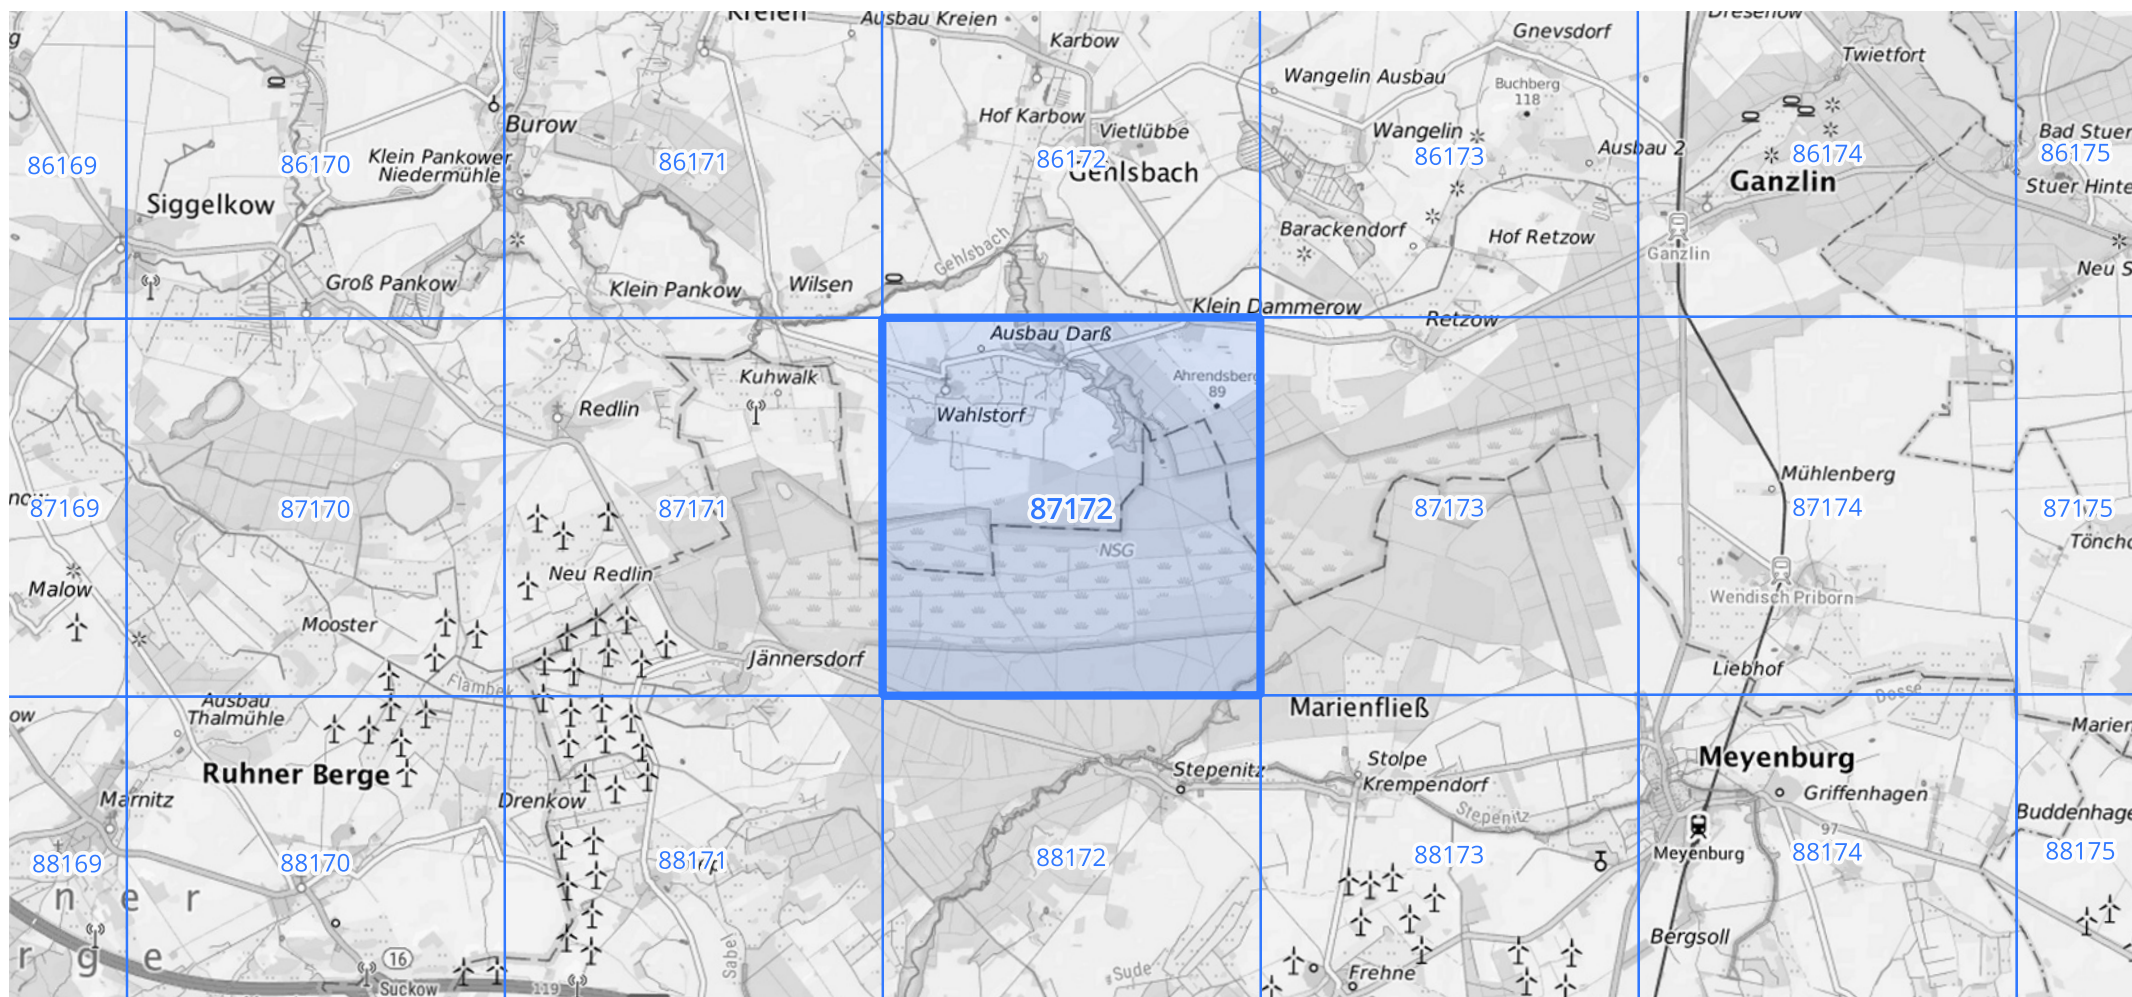 Kreien
Ausbau Kreien
Karbow
Gnevsdorf
Dresenow
Twietfort
g
Wangelin Ausbau
Buchberg
118
Hof Karbow
Vietlübbe
Wangelin
Ausbau 2
Bad Stuer
Burow
Klein Pankower
Niedermühle
86169
86170
86171
86172
86173
86174
86175
Gehlsbach
Ganzlin
Stuer Hinte
Siggelkow
Barackendorf
Hof Retzow
Gehlsbach
Ganzlin
Neu S
Groß Pankow
Klein Pankow
Wilsen
Klein Dammerow
Retzow
Ausbau Darß
Kuhwalk
Ahrendsberg
89
Redlin
Wahlstorf
Mühlenberg
now
87169
87170
87171
87172
87173
87174
87175
NSG
Töncho
Neu Redlin
Malow
Wendisch Priborn
Mooster
Jännersdorf
Liebhof
Flambek
Dosse
Ausbau
Thalmühle
ow
Marienfließ
Marien
Ruhner Berge
Stepenitz
Stolpe
Krempendorf
Meyenburg
Griffenhagen
Marnitz
Drenkow
Stepenitz
Buddenhage
97
Meyenburg
88169
88170
88171
88172
88173
88174
88175
n e r
Bergsoll
r g e
16
Sabel
Sude
Frehne
Suckow
119